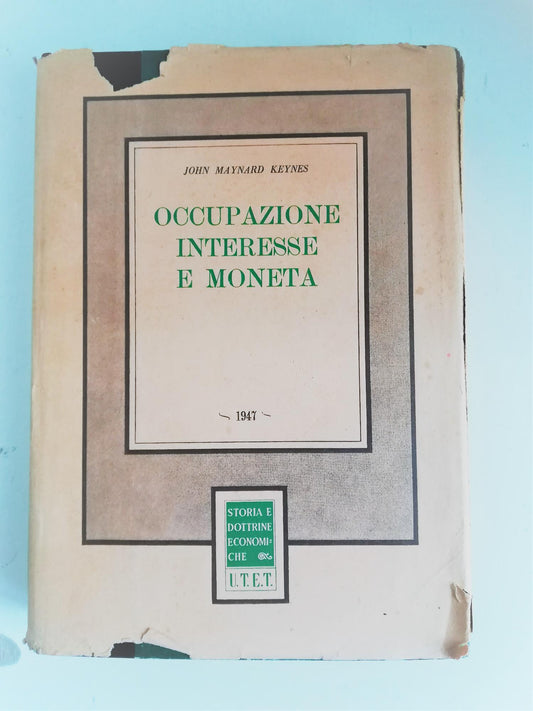 JOHN MAYNARD KEYNES
OCCUPAZIONE
INTERESSE
E MONETA
1947
STORIA E
DOTTRINE
ECONOMI=
CHE
U.T.E.T.